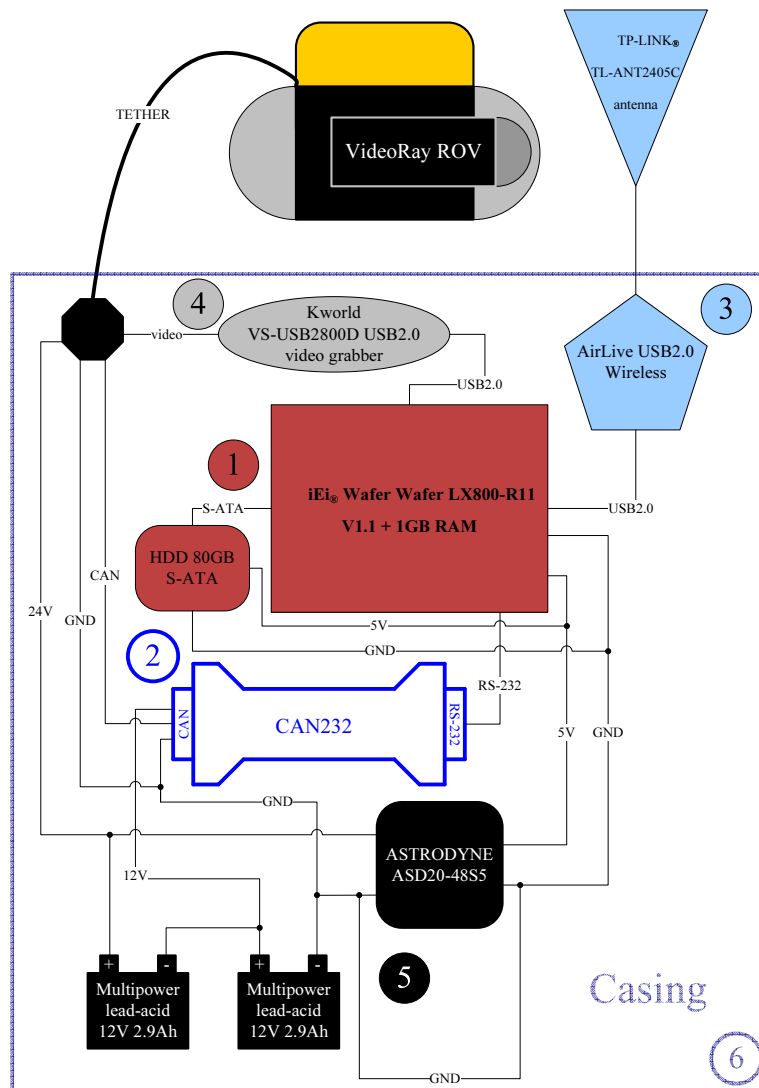 TP-LINK®
TL-ANT2405C
antenna
TETHER
VideoRay ROV
4
Kworld
VS-USB2800D USB2.0
video grabber
video
3
AirLive USB2.0
Wireless
USB2.0
1
iEi® Wafer Wafer LX800-R11
V1.1 + 1GB RAM
S-ATA
USB2.0
HDD 80GB
S-ATA
CAN
24V
GND
5V
GND
2
RS-232
CAN
CAN232
RS-232
5V
GND
GND
ASTRODYNE
ASD20-48S5
12V
+
-
+
-
5
Multipower
lead-acid
12V 2.9Ah
Multipower
lead-acid
12V 2.9Ah
Casing
GND
6